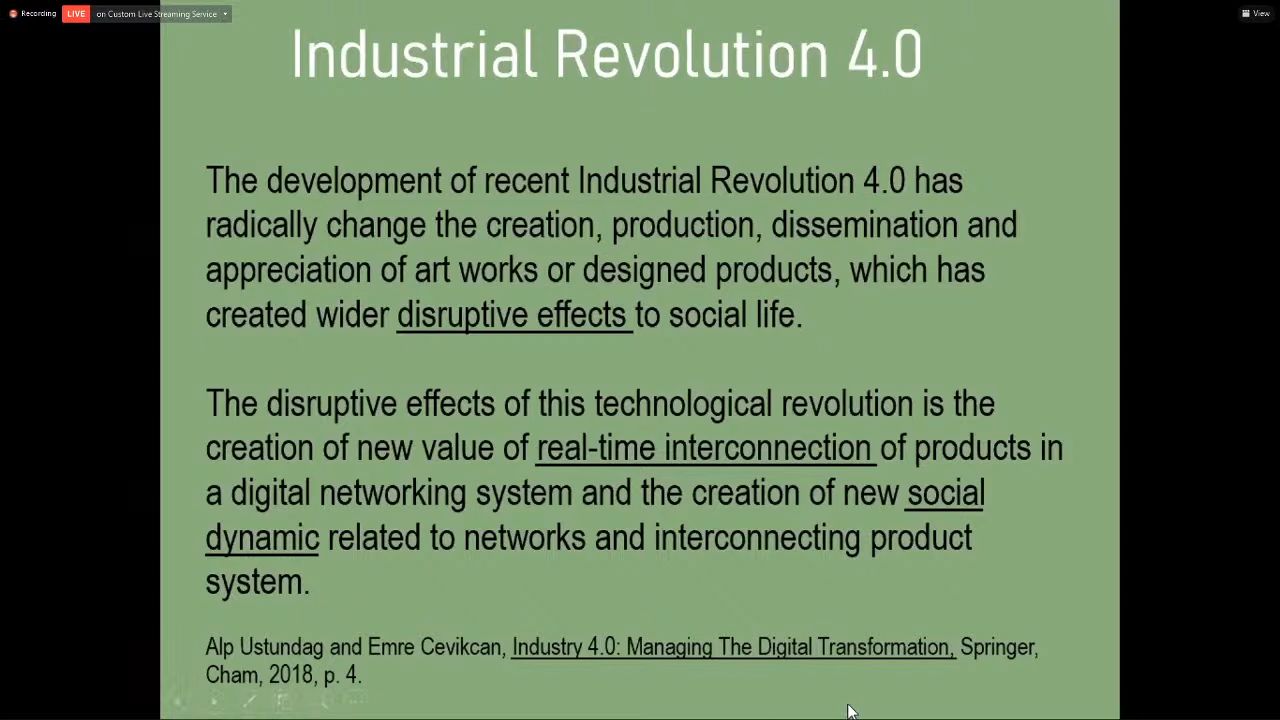 Recording LIVE on Custom Live Streaming Service View
Industrial Revolution 4.0
The development of recent Industrial Revolution 4.0 has
radically change the creation, production, dissemination and
appreciation of art works or designed products, which has
created wider disruptive effects to social life.
The disruptive effects of this technological revolution is the
creation of new value of real-time interconnection of products in
a digital networking system and the creation of new social
dynamic related to networks and interconnecting product
system.
Alp Ustundag and Emre Cevikcan, Industry 4.0: Managing The Digital Transformation, Springer,
Cham, 2018, p. 4.